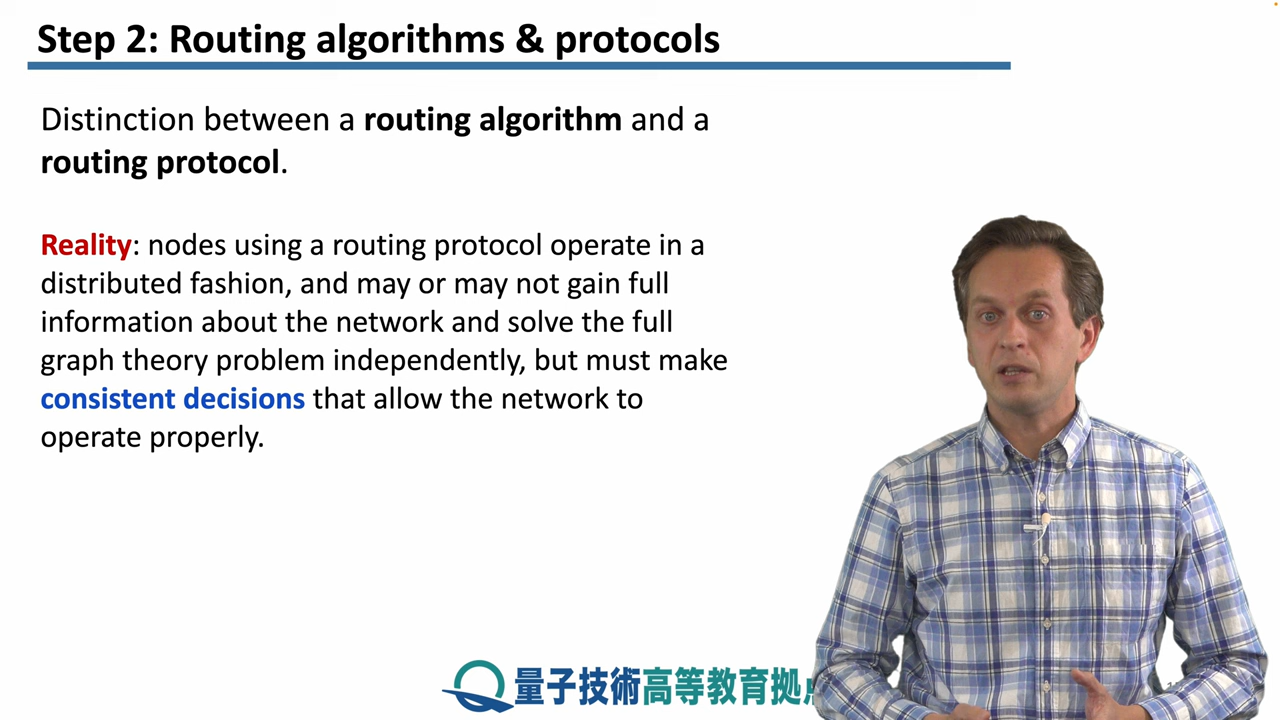 Step 2: Routing algorithms & protocols
Distinction between a routing algorithm and a
routing protocol.
Reality: nodes using a routing protocol operate in a
distributed fashion, and may or may not gain full
information about the network and solve the full
graph theory problem independently, but must make
consistent decisions that allow the network to
operate properly.
量子技術高等教育拠